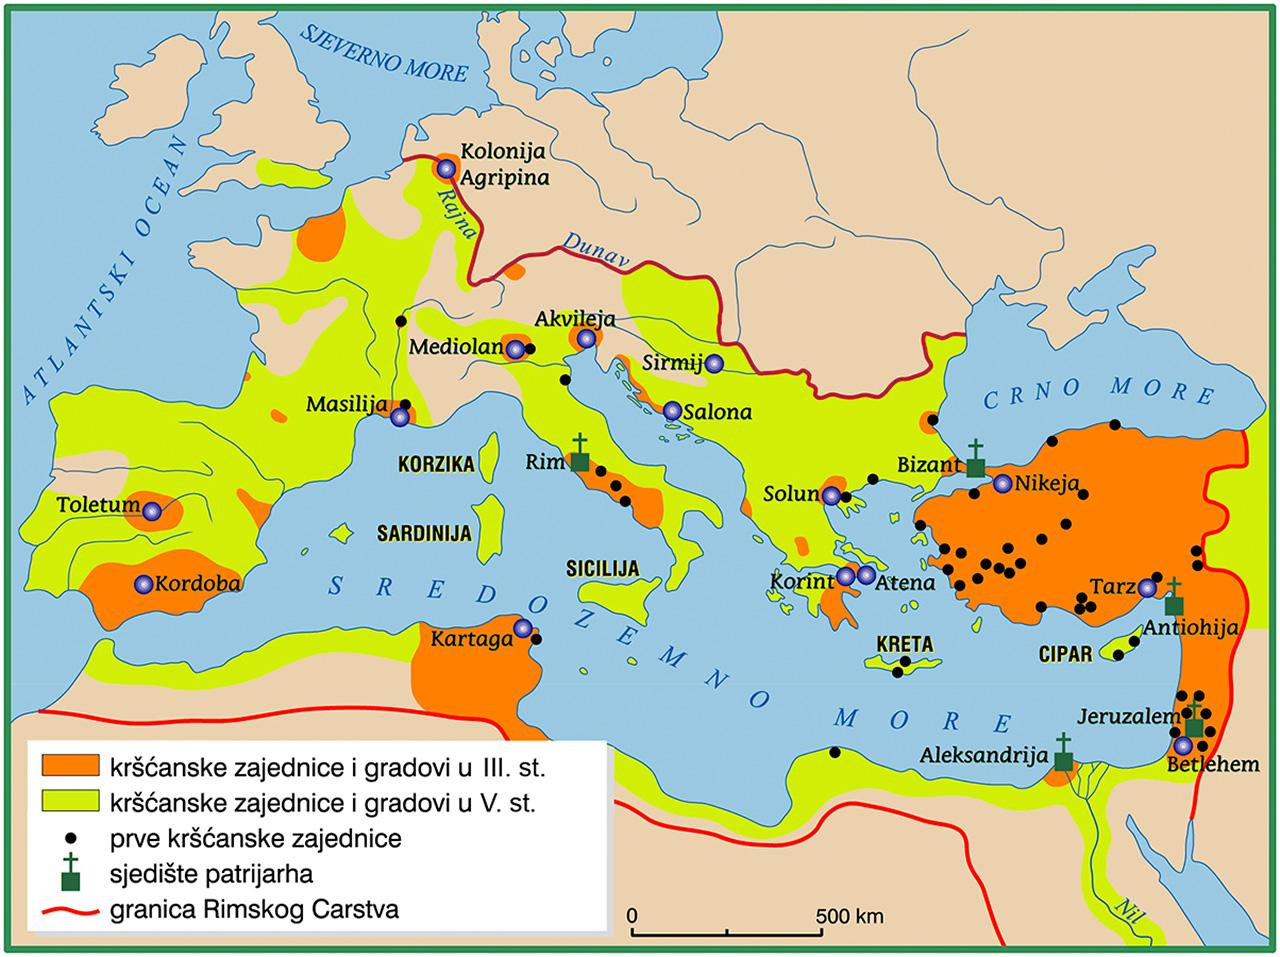 SJEVERNO MORE
ATLANTSKI OCEAN
Kolonija
Agripina
Rajna
Dunav
Akvileja
Mediolan
Sirmij
Masilija
Salona
CRNO MORE
KORZIKA
Rim
Bizant
Nikeja
Toletum
Solun
SARDINIJA
SICILIJA
Kordoba
Korint
Atena
Tarz
SREDOZEMNO MORE
Kartaga
KRETA
CIPAR
Antiohija
Jeruzalem
Aleksandrija
Betlehem
Nil
kršćanske zajednice i gradovi u III. st.
kršćanske zajednice i gradovi u V. st.
prve kršćanske zajednice
sjedište patrijarha
granica Rimskog Carstva
0 500 km